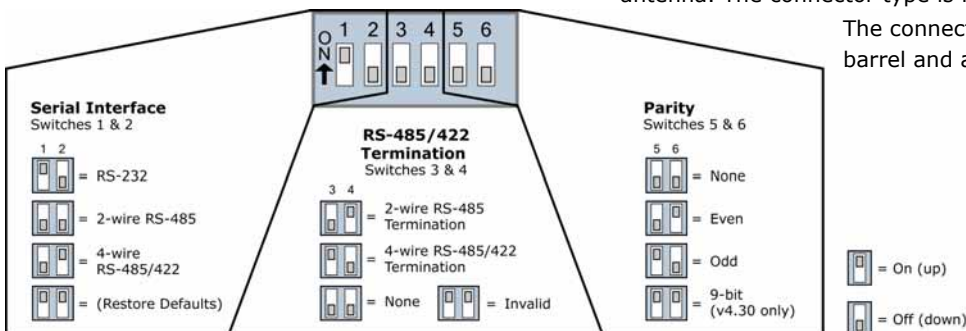 antenna. The connector type is
The connect
barrel and a
ON
1 2 3 4 5 6
Serial Interface
Switches 1 & 2
1 2
= RS-232
= 2-wire RS-485
= 4-wire
RS-485/422
= (Restore Defaults)
RS-485/422
Termination
Switches 3 & 4
3 4
= 2-wire RS-485
Termination
= 4-wire RS-485/422
Termination
= None
= Invalid
Parity
Switches 5 & 6
5 6
= None
= Even
= Odd
= 9-bit
(v4.30 only)
= On (up)
= Off (down)